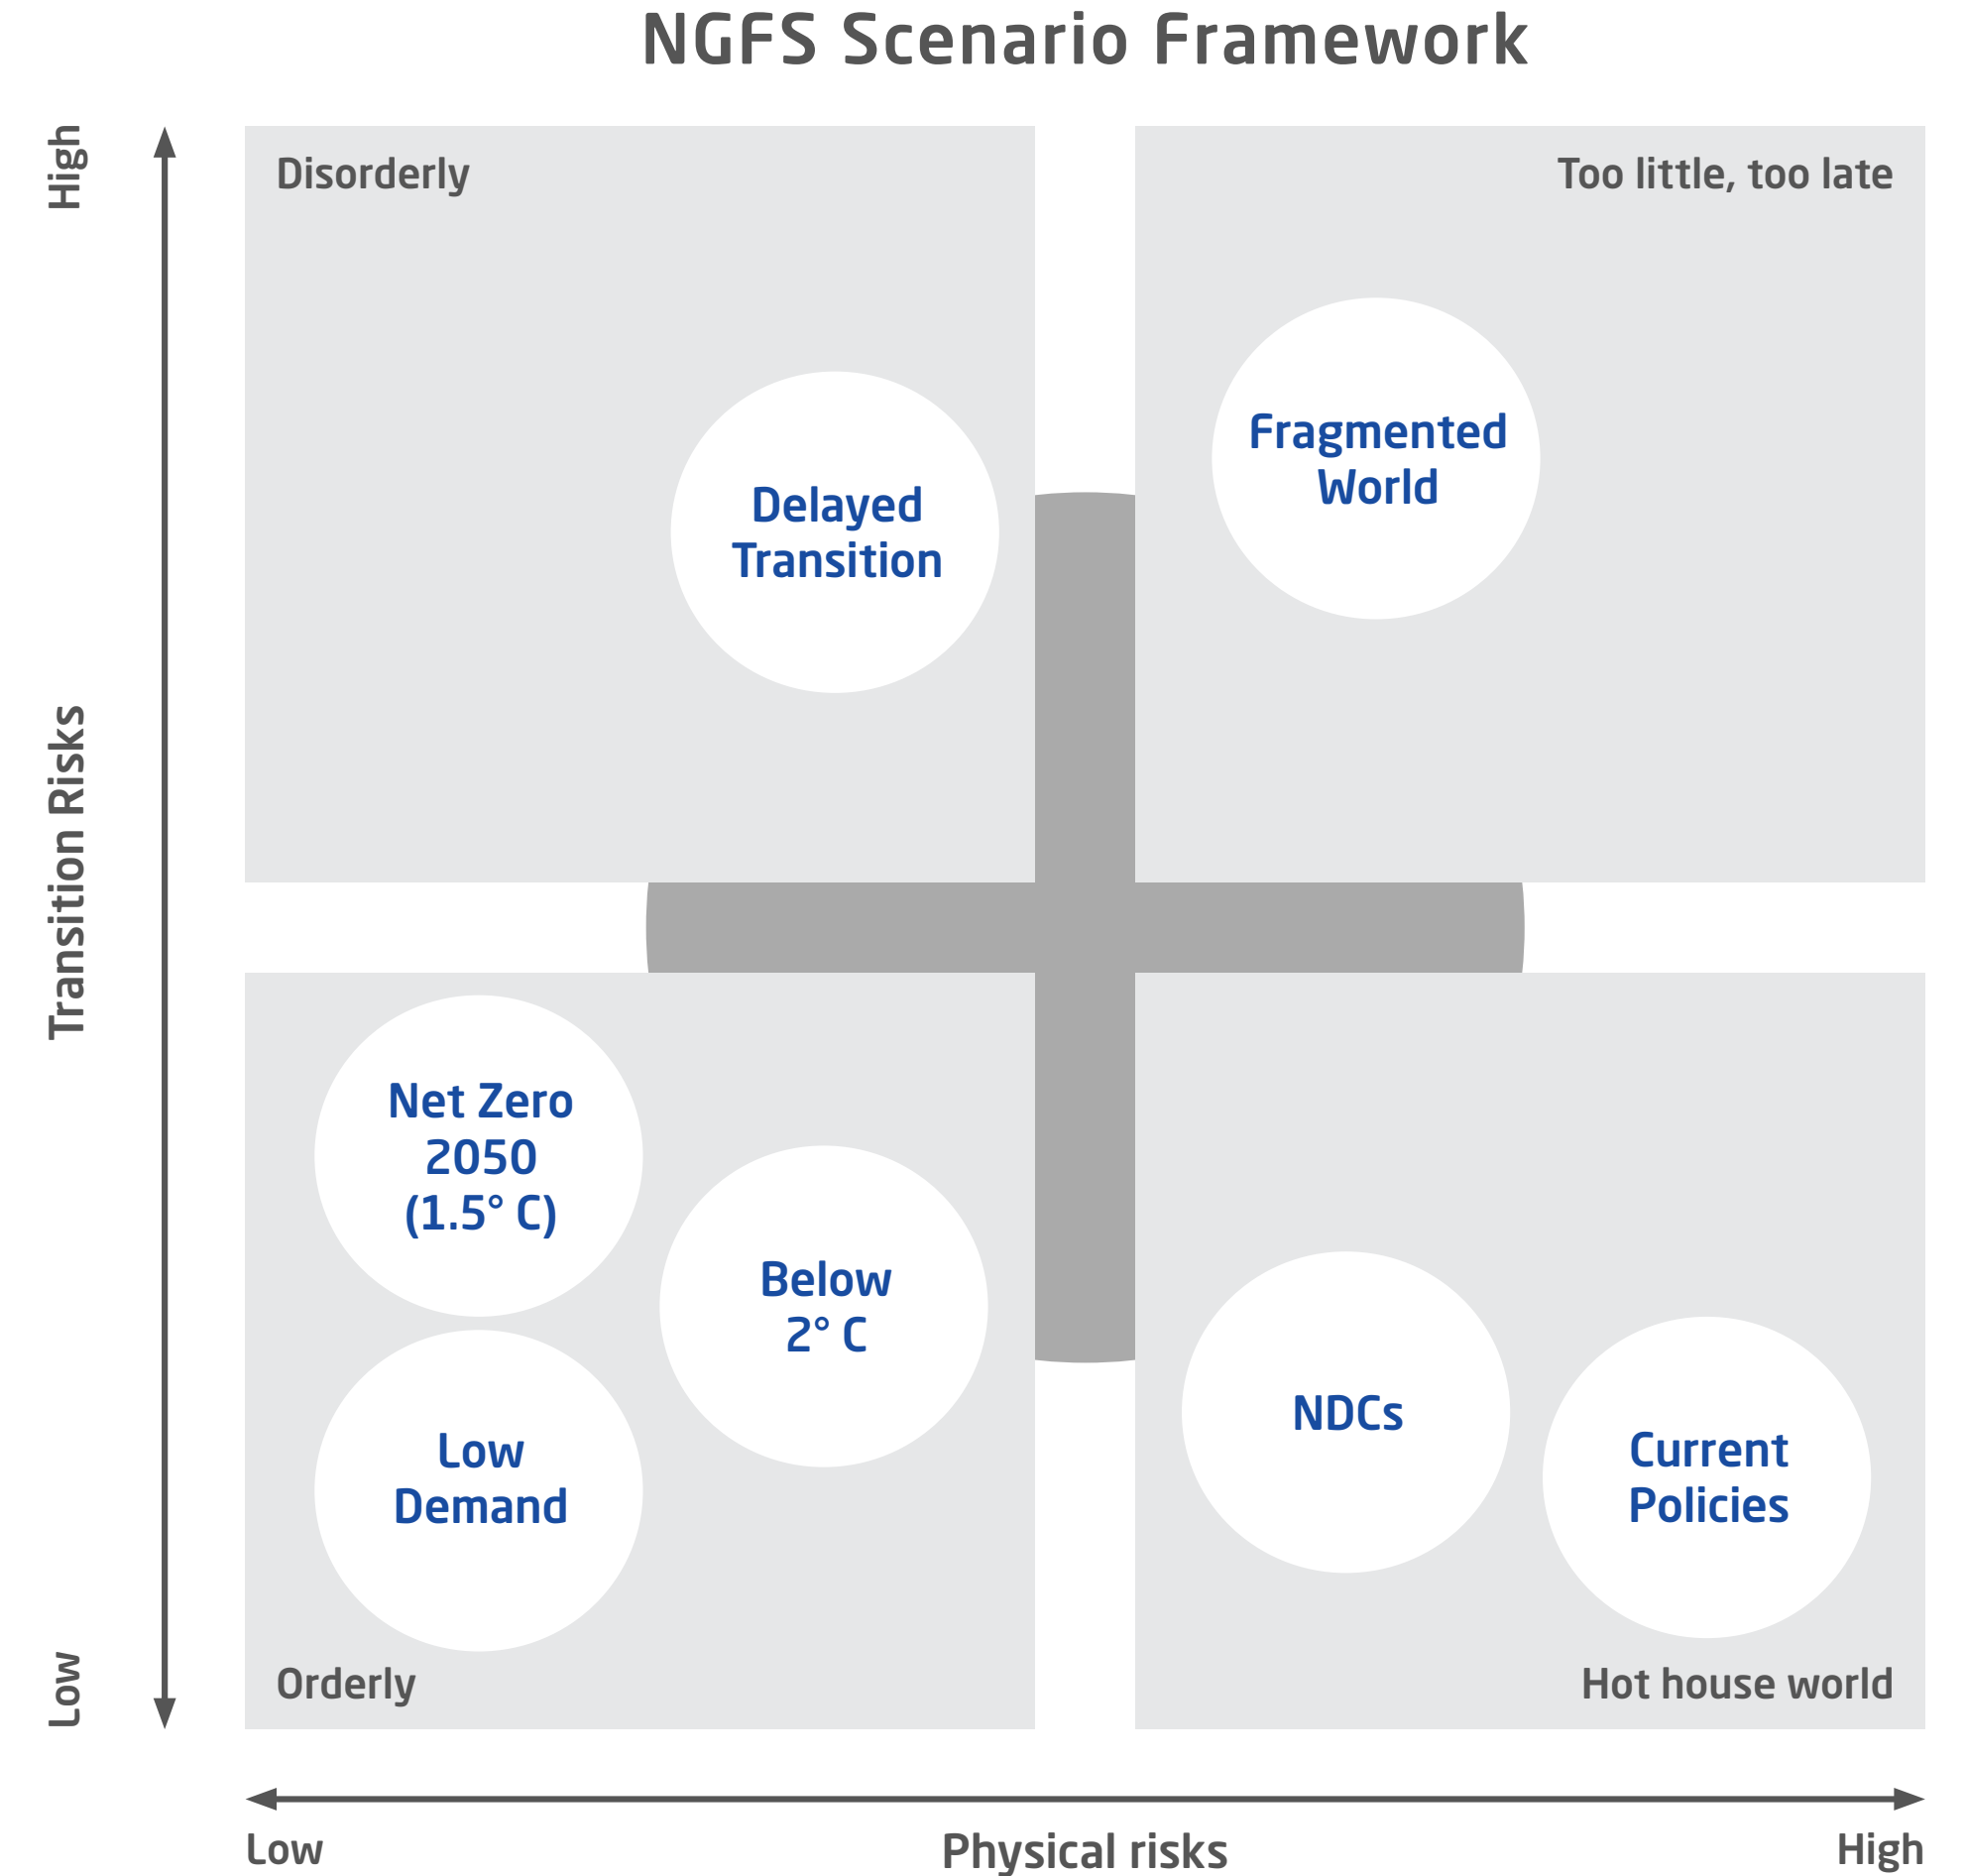 NGFS Scenario Framework
High
Disorderly
Too little, too late
Delayed
Transition
Fragmented
World
Transition Risks
Net Zero
2050
(1.5° C)
Below
2° C
Low
Demand
NDCs
Current
Policies
Orderly
Hot house world
Low
Low
Physical risks
High